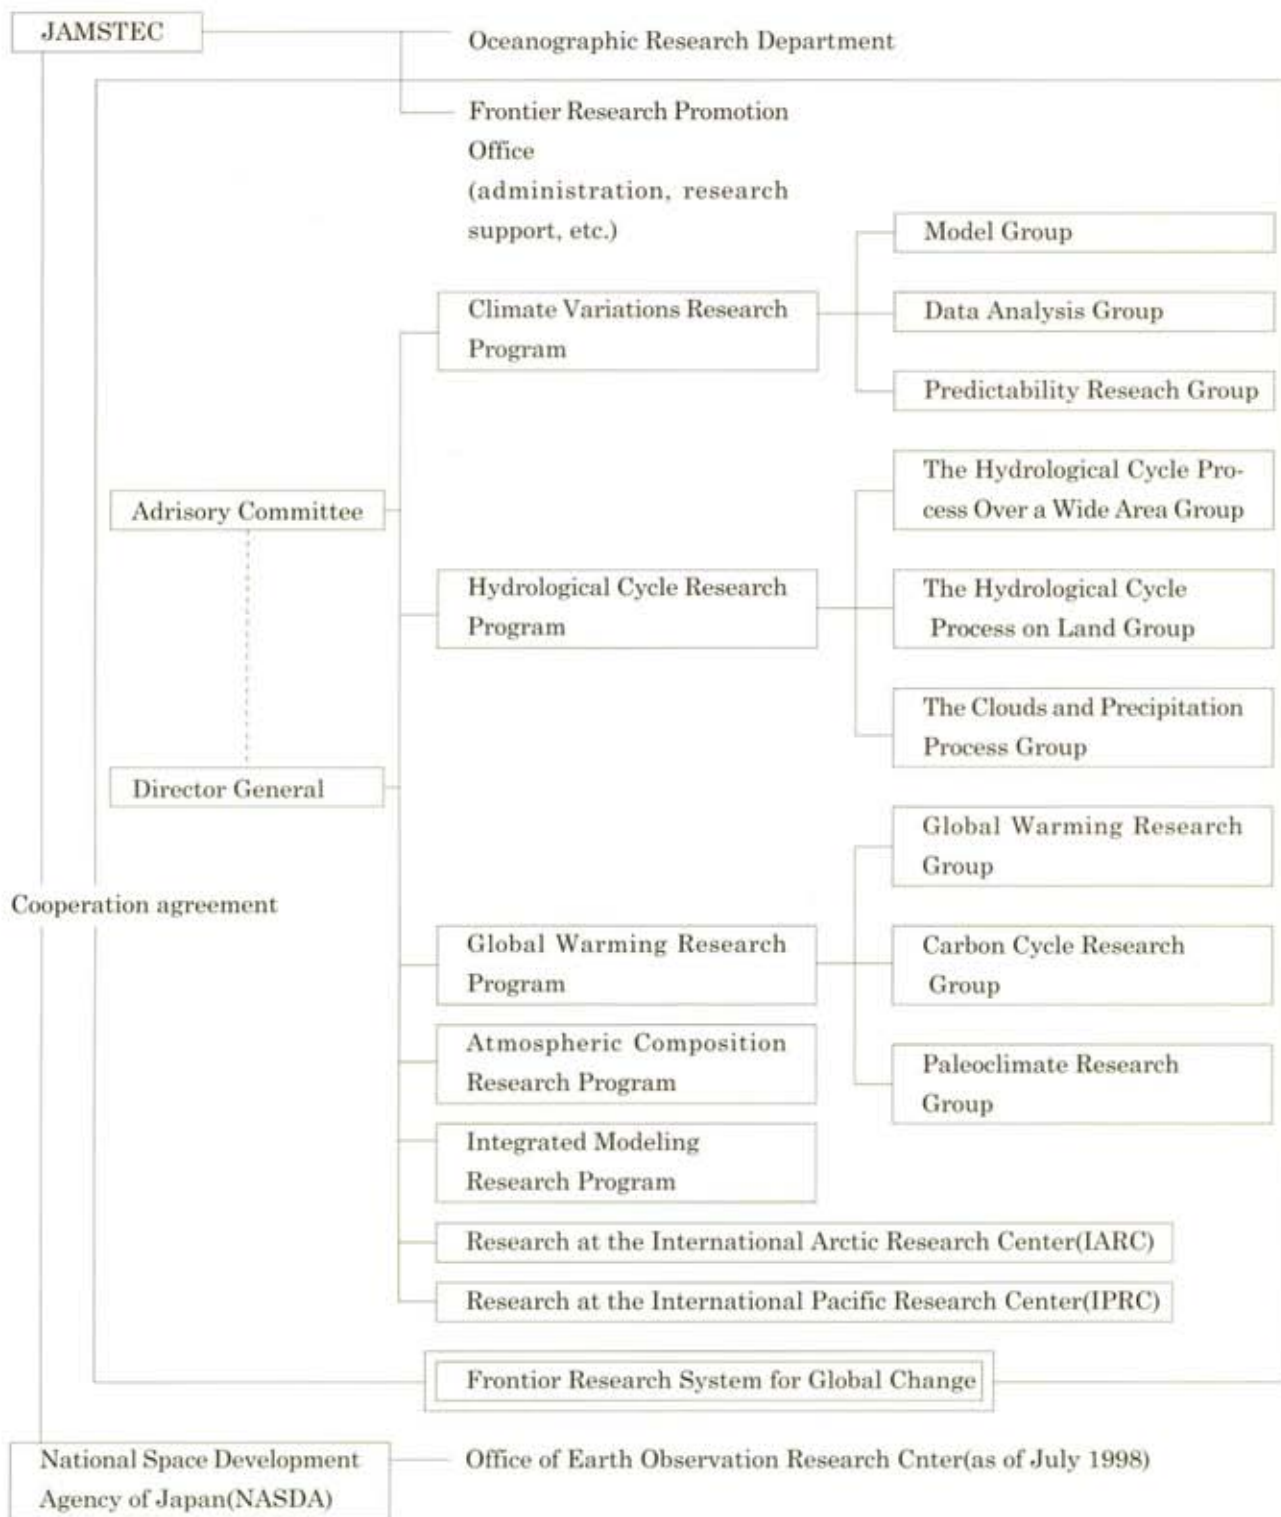 JAMSTEC
Oceanographic Research Department
Frontier Research Promotion
Office
(administration, research
support, etc.)
Model Group
Climate Variations Research
Program
Data Analysis Group
Predictability Reseach Group
The Hydrological Cycle Pro-
cess Over a Wide Area Group
Adrisory Committee
Hydrological Cycle Research
Program
The Hydrological Cycle
Process on Land Group
The Clouds and Precipitation
Process Group
Director General
Global Warming Research
Group
Cooperation agreement
Global Warming Research
Program
Carbon Cycle Research
Group
Atmospheric Composition
Research Program
Paleoclimate Research
Group
Integrated Modeling
Research Program
Research at the International Arctic Research Center(IARC)
Research at the International Pacific Research Center(IPRC)
Frontior Research System for Global Change
National Space Development
Agency of Japan(NASDA)
Office of Earth Observation Research Cnter(as of July 1998)